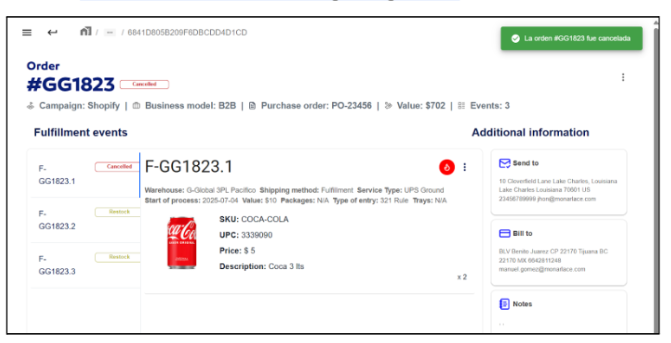 / ... / 6841D805B209F6DBCDD4D1CD
La orden #GG1823 fue cancelada
Order
#GG1823 Cancelled
Campaign: Shopify | Business model: B2B | Purchase order: PO-23456 | Value: $702 | Events: 3
Fulfillment events
Additional information
F-GG1823.1 Cancelled
F-GG1823.2 Restock
F-GG1823.3 Restock
F-GG1823.1
Warehouse: G-Global 3PL Pacifico Shipping method: Fulfillment Service Type: UPS Ground
Start of process: 2025-07-04 Value: $10 Packages: N/A Type of entry: 321 Rule Trays: N/A
SKU: COCA-COLA
UPC: 3339090
Price: $ 5
Description: Coca 3 lts
x 2
Send to
10 Cloverfield Lane Lake Charles, Louisiana
Lake Charles Louisiana 70601 US
23456789999 jhon@monarlace.com
Bill to
BLV Benito Juarez CP 22170 Tijuana BC
22170 MX 6642811248
manuel.gomez@monarlace.com
Notes